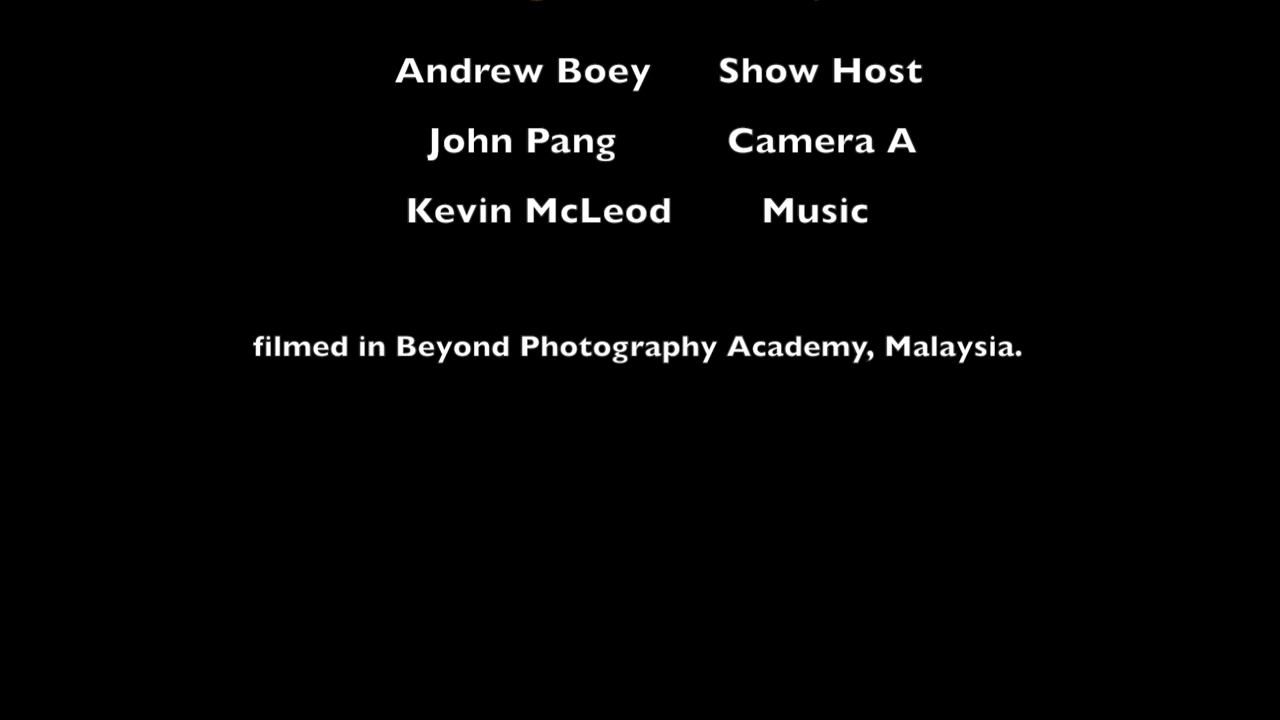 Andrew Boey Show Host
John Pang Camera A
Kevin McLeod Music
filmed in Beyond Photography Academy, Malaysia.